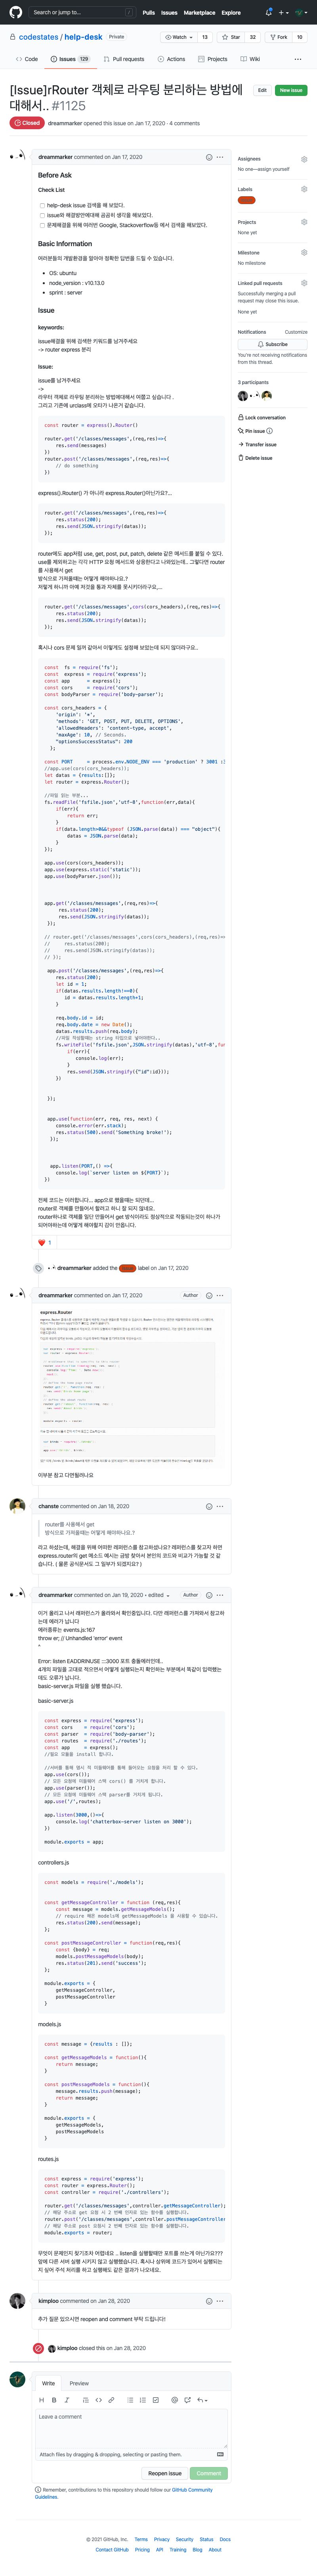 Search or jump to...
/
Pulls Issues Marketplace Explore
codestates / help-desk Private
Watch 13
Star 32
Fork 10
Code
Issues 129
Pull requests
Actions
Projects
Wiki
[Issue]rRouter 객체로 라우팅 분리하는 방법에 대해서.. #1125
Edit
New issue
Closed
dreammarker opened this issue on Jan 17, 2020 · 4 comments
dreammarker commented on Jan 17, 2020
Before Ask
Check List
help-desk issue 검색을 해 보았다.
issue와 해결방안예대해 곰곰히 생각을 해보았다.
문제해결을 위해 여러번 Google, Stackoverflow등 에서 검색을 해보았다.
Basic Information
여러분들의 개발환경을 알아야 정확한 답변을 드릴 수 있습니다.
OS: ubuntu
node_version : v10.13.0
sprint : server
Issue
keywords:
issue해결을 위해 검색한 키워드를 남겨주세요
-> router express 분리
Issue:
issue를 남겨주세요
->
라우터 객체로 라우팅 분리하는 방법에대해서 머쫍고 싶습니다 .
그리고 기존에 urclass에 오타가 나온거 같습니다.
const router = express().Router()
router.get('/classes/messages',(req,res)=>{
res.send(messages)
})
router.post('/classes/messages',(req,res)=>{
// do something
})
express().Router() 가 아니라 express.Router()아닌가요?...
router.get('/classes/messages',(req,res)=>{
res.status(200);
res.send(JSON.stringify(datas));
});
router에도 app처럼 use, get, post, put, patch, delete 같은 메서드를 붙일 수 있다. use를 제외하고는 각각 HTTP 요청 메서드와 상응한다고 나와있는데.. 그렇다면 router를 사용해서 get
방식으로 가져올때는 어떻게 해야하나요.?
저렇게 하니까 아예 저것을 통과 자체를 못시키더라구요,...
router.get('/classes/messages',cors(cors_headers),(req,res)=>{
res.status(200);
res.send(JSON.stringify(datas));
});
혹시나 cors 문제 일꺼 같아서 이렇게도 설정해 보았는데 되지 않더라구요..
const fs = require('fs');
const express = require('express');
const app = express();
const cors = require('cors');
const bodyParser = require('body-parser');
const cors_headers = {
'origin': '*',
'methods': 'GET, POST, PUT, DELETE, OPTIONS',
'allowedHeaders': 'content-type, accept',
'maxAge': 10, // Seconds.
"optionsSuccessStatus": 200
};
const PORT = process.env.NODE_ENV === 'production' ? 3001
//app.use(cors(cors_headers));
let datas = {results:[]};
let router = express.Router();
//파일 읽는 부분...
fs.readFile('fsfile.json','utf-8',function(err,data){
if(err){
return err;
}
if(data.length>0&&typeof (JSON.parse(data)) === "object"){
datas = JSON.parse(data);
}
});
app.use(cors(cors_headers));
app.use(express.static('static'));
app.use(bodyParser.json());
app.get('/classes/messages',(req,res)=>{
res.status(200);
res.send(JSON.stringify(datas));
});
// router.get('/classes/messages',cors(cors_headers),(req,res)=>
// res.status(200);
// res.send(JSON.stringify(datas));
// });
app.post('/classes/messages',(req,res)=>{
res.status(200);
let id = 1;
if(datas.results.length!==0){
id = datas.results.length+1;
}
req.body.id = id;
req.body.date = new Date();
datas.results.push(req.body);
//파일 작성할때는 string 타입으로 넣어야한다..
fs.writeFile('fsfile.json',JSON.stringify(datas),'utf-8',
if(err){
console.log(err);
}
res.send(JSON.stringify({"id":id}));
})
});
app.use(function(err, req, res, next) {
console.error(err.stack);
res.status(500).send('Something broke!');
});
app.listen(PORT,() =>{
console.log(`server listen on ${PORT}`);
})
전체 코드는 이러합니다... app으로 했을때는 되던데...
router로 객체를 만들어서 할려고 하니 잘 되지 않네요.
router하나로 객체를 일단 만들어서 get 방식이라도 정상적으로 작동되는것이 하나가 되어야하는데 어떻게 해야할지 감이 안옵니다.
1
dreammarker added the label on Jan 17, 2020
dreammarker commented on Jan 17, 2020
Author
express.Router
이부분 참고 다면될려나요
chanste commented on Jan 18, 2020
router를 사용해서 get
방식으로 가져올때는 어떻게 해야하나요.?
라고 하셨는데, 해결을 위해 어떠한 레퍼런스를 참고하셨나요? 래퍼런스를 찾고자 하면 express.router의 get 메소드 예시는 금방 찾아서 본인의 코드와 비교가 가능할 것 같습니다. ( 물론 공식문서도 그 일부가 되겠지요? )
dreammarker commented on Jan 19, 2020 • edited
Author
이거 올리고 나서 래퍼런스가 올라와서 확인중입니다. 다만 래퍼런스를 가져와서 참고하는데 에러가 납니다
에러종류는 events.js:167
throw er; // Unhandled 'error' event
^
Error: listen EADDRINUSE :::3000 포트 충돌에러인데..
4개의 파일을 고대로 적으면서 어떻게 실행되는지 확인하는 부분에서 똑같이 입력했는데도 오류가 납니다.
basic-server.js 파일을 실행 했습니다.
basic-server.js
const express = require('express');
const cors = require('cors');
const parser = require('body-parser');
const routes = require('./routes');
const app = express();
//필요 모듈을 install 합니다.
//서버를 통해 명시 적 미들웨어를 통해 들어오는 요청을 처리 할 수 있다.
app.use(cors());
// 모든 요청에 미들웨어 스택 cors() 를 거치게 합니다.
app.use(parser());
// 모든 요청에 미들웨어 스택 parser를 가치게 합니다.
app.use('/',routes);
app.listen(3000,()=>{
console.log('chatterbox-server listen on 3000');
})
module.exports = app;
controllers.js
const models = require('./models');
const getMessageController = function (req,res){
const message = models.getMessageModels();
// require 해온 models에 getMessageModels 를 사용할 수 있습니다.
res.status(200).send(message);
};
const postMessageController = function(req,res){
const {body} = req;
models.postMessageModels(body);
res.status(201).send('success');
};
module.exports = {
getMessageController,
postMessageController
}
models.js
const message = {results : []};
const getMessageModels = function(){
return message;
}
const postMessageModels = function(){
message.results.push(message);
return message;
}
module.exports = {
getMessageModels,
postMessageModels
}
routes.js
const express = require('express');
const router = express.Router();
const controller = require('./controllers');
router.get('/classes/messages',controller.getMessageController);
// 해당 주소로 get 요청 시 2 번째 인자로 있는 함수를 실행합니다.
router.post('/classes/messages',controller.postMessageController
// 해당 주소로 post 요청시 2 번째 인자로 있는 함수를 실행합니다.
module.exports = router;
무엇이 문제인지 찾기조차 어렵네요 .. listen을 실행할때만 포트를 쓰는게 아닌가요???
앞에 다른 서버 실행 시키지 않고 실행했습니다. 혹시나 상위에 코드가 있어서 실행되는지 싶어 주석 처리를 하고 실행해도 같은 결과가 나오네요.
kimploo commented on Jan 28, 2020
추가 질문 있으시면 reopen and comment 부탁 드립니다!
kimploo closed this on Jan 28, 2020
Write
Preview
Leave a comment
Attach files by dragging & dropping, selecting or pasting them.
Reopen issue
Comment
Remember, contributions to this repository should follow our GitHub Community Guidelines.
Assignees
No one—assign yourself
Labels
Projects
None yet
Milestone
No milestone
Linked pull requests
Successfully merging a pull request may close this issue.
None yet
Notifications
Customize
Subscribe
You're not receiving notifications from this thread.
3 participants
Lock conversation
Pin issue
Transfer issue
Delete issue
© 2021 GitHub, Inc. Terms Privacy Security Status Docs
Contact GitHub Pricing API Training Blog About